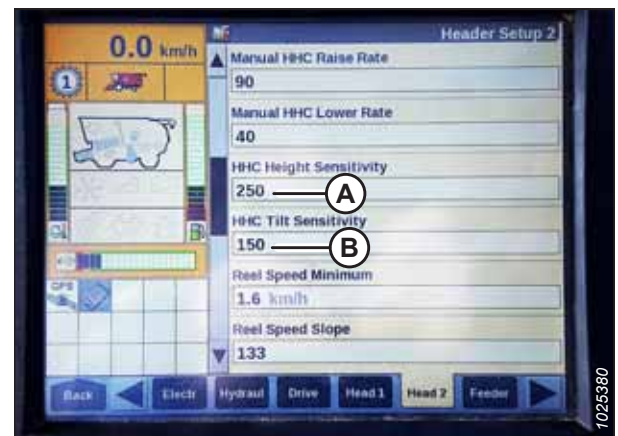 0.0 km/h
Header Setup 2
1
Manual HHC Raise Rate
90
Manual HHC Lower Rate
40
HHC Height Sensitivity
250
A
HHC Tilt Sensitivity
150
B
Reel Speed Minimum
1.6 km/h
GPS
Reel Speed Slope
133
Back
Electr
Hydraul
Drive
Head 1
Head 2
Feeder
1025380